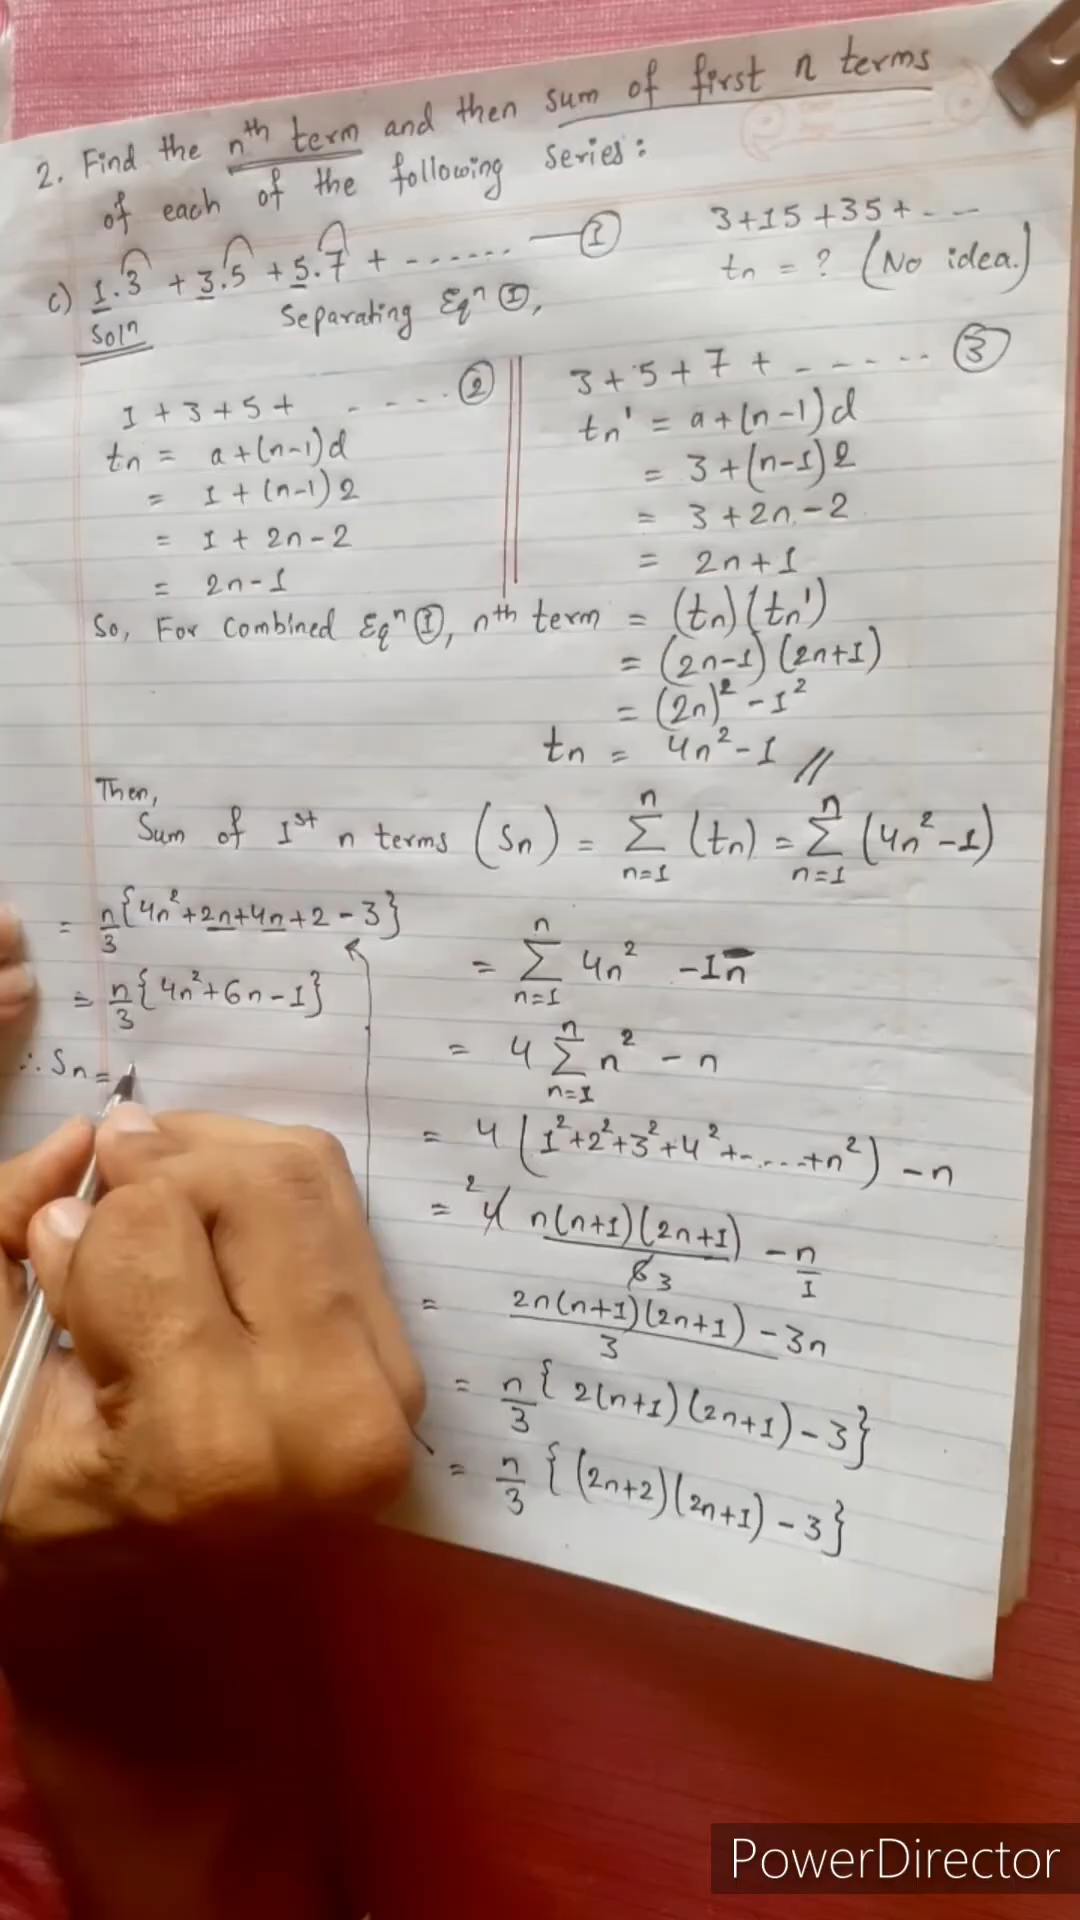 2. Find the nth term and then sum of first n terms
of each of the following series:
c) 1.3 + 3.5 + 5.7 + ....... —①
3+15+35+ - - -
tn = ? (No idea.)
Soln
Separating Eqn ①,
1 + 3 + 5 + - - - - . ②
tn = a+(n-1)d
= 1 + (n-1) 2
= 1 + 2n - 2
= 2n-1
3 + 5 + 7 + - - - - - ③
tn' = a+(n-1)d
= 3 + (n-1) 2
= 3 + 2n - 2
= 2n + 1
So, For Combined Eqn ①, nth term = (tn) (tn')
= (2n-1) (2n+1)
= (2n)² - 1²
tn = 4n² - 1 //
Then,
Sum of 1st n terms (Sn) = n Σ n=1 (tn) = n Σ n=1 (4n² -1)
= n Σ n=1 4n² -1n
= 4 n Σ n=1 n² - n
= 4 (1²+2²+3²+4²+-....+n²) - n
= ²4 n(n+1)(2n+1) / 6 3 - n/1
= 2n(n+1)(2n+1) - 3n / 3
= n/3 { 2(n+1) (2n+1) - 3}
= n/3 { (2n+2)(2n+1) - 3}
= n/3 {4n²+2n+4n+2-3}
= n/3 {4n²+6n-1}
∴ Sn =
PowerDirector